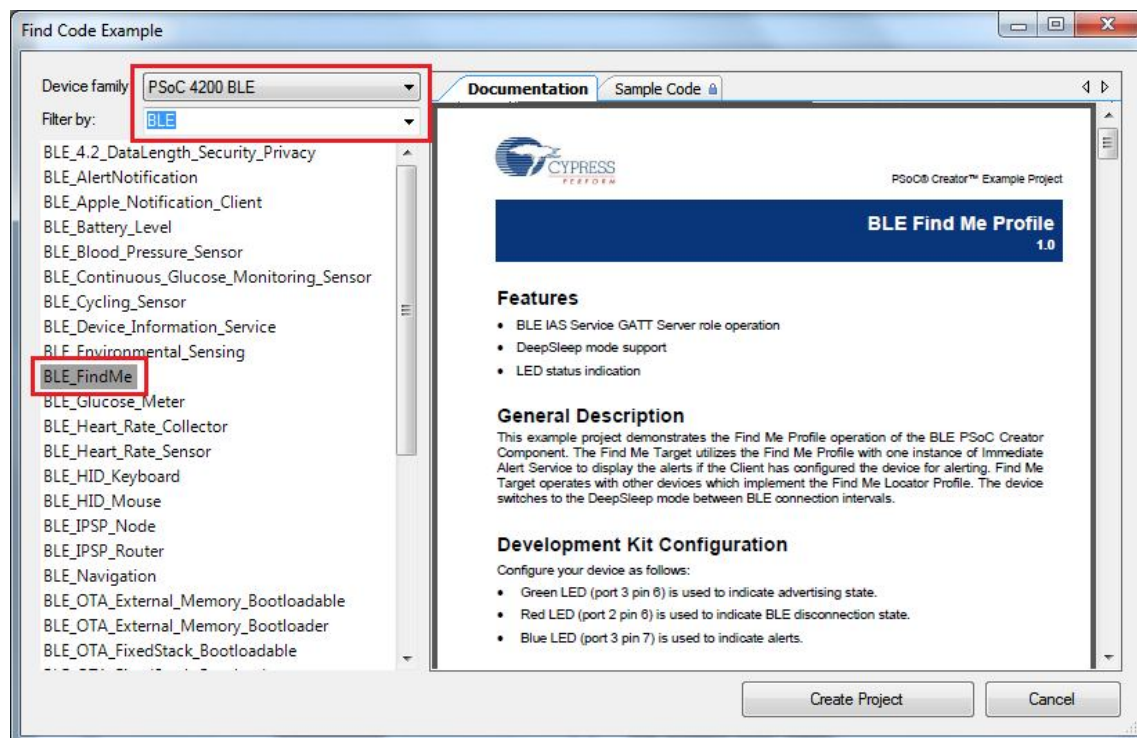 Find Code Example
Device family PSoC 4200 BLE
Filter by: BLE
BLE_4.2_DataLength_Security_Privacy
BLE_AlertNotification
BLE_Apple_Notification_Client
BLE_Battery_Level
BLE_Blood_Pressure_Sensor
BLE_Continuous_Glucose_Monitoring_Sensor
BLE_Cycling_Sensor
BLE_Device_Information_Service
BLE_Environmental_Sensing
BLE_FindMe
BLE_Glucose_Meter
BLE_Heart_Rate_Collector
BLE_Heart_Rate_Sensor
BLE_HID_Keyboard
BLE_HID_Mouse
BLE_IPSP_Node
BLE_IPSP_Router
BLE_Navigation
BLE_OTA_External_Memory_Bootloadable
BLE_OTA_External_Memory_Bootloader
BLE_OTA_FixedStack_Bootloadable
Documentation Sample Code
CYPRESS
PERFORM
PSoC® Creator™ Example Project
BLE Find Me Profile
1.0
Features
• BLE IAS Service GATT Server role operation
• DeepSleep mode support
• LED status indication
General Description
This example project demonstrates the Find Me Profile operation of the BLE PSoC Creator
Component. The Find Me Target utilizes the Find Me Profile with one instance of Immediate
Alert Service to display the alerts if the Client has configured the device for alerting. Find Me
Target operates with other devices which implement the Find Me Locator Profile. The device
switches to the DeepSleep mode between BLE connection intervals.
Development Kit Configuration
Configure your device as follows:
• Green LED (port 3 pin 6) is used to indicate advertising state.
• Red LED (port 2 pin 6) is used to indicate BLE disconnection state.
• Blue LED (port 3 pin 7) is used to indicate alerts.
Create Project Cancel